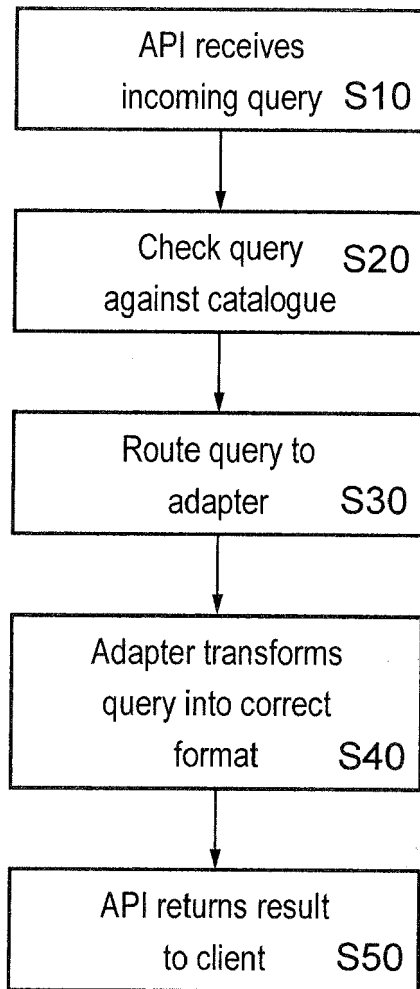 API receives
incoming query S10
Check query S20
against catalogue
Route query to
adapter S30
Adapter transforms
query into correct
format S40
API returns result
to client S50